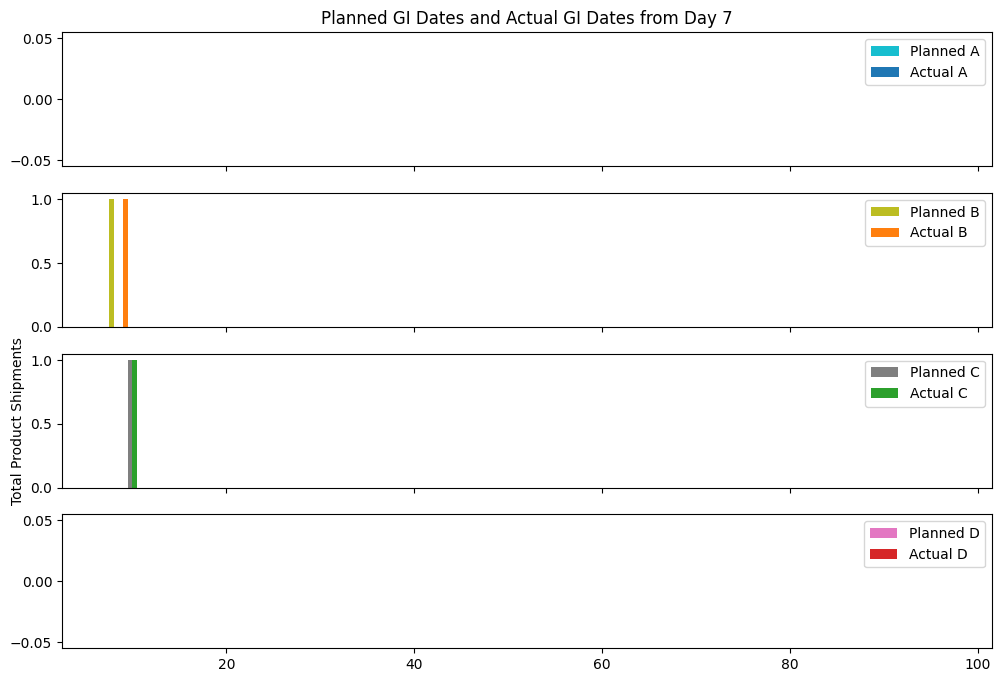 Planned GI Dates and Actual GI Dates from Day 7
0.05
0.00
−0.05
Planned A
Actual A
1.0
0.5
0.0
Planned B
Actual B
Total Product Shipments
1.0
0.5
0.0
Planned C
Actual C
0.05
0.00
−0.05
Planned D
Actual D
20 40 60 80 100